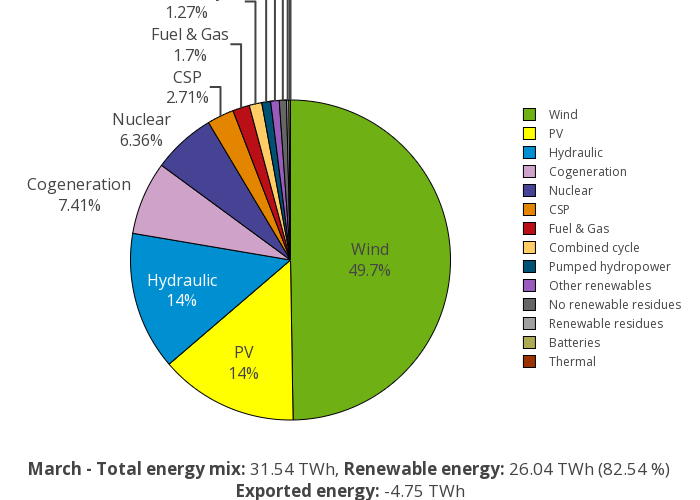 1.27%
Fuel & Gas
1.7%
CSP
2.71%
Nuclear
6.36%
Cogeneration
7.41%
Hydraulic
14%
PV
14%
Wind
49.7%
Wind
PV
Hydraulic
Cogeneration
Nuclear
CSP
Fuel & Gas
Combined cycle
Pumped hydropower
Other renewables
No renewable residues
Renewable residues
Batteries
Thermal
March - Total energy mix: 31.54 TWh, Renewable energy: 26.04 TWh (82.54 %)
Exported energy: -4.75 TWh